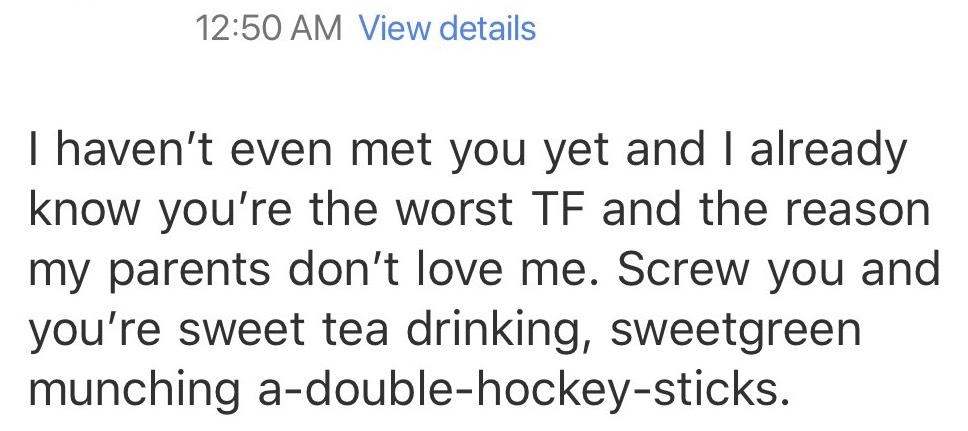 12:50 AM View details
I haven’t even met you yet and I already
know you’re the worst TF and the reason
my parents don’t love me. Screw you and
you’re sweet tea drinking, sweetgreen
munching a-double-hockey-sticks.